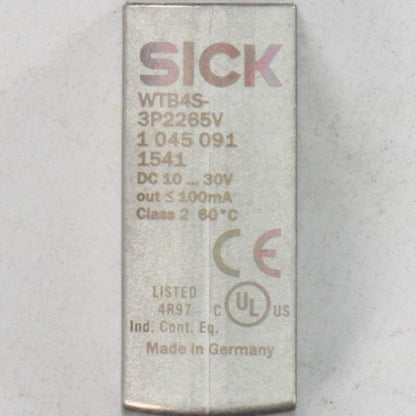 SICK
WTB4S-
3P2265V
1 045 091
1541
DC 10 ... 30V
out ≤ 100mA
Class 2 60°C
CE
LISTED
4R97
C UL US
Ind. Cont. Eq.
Made in Germany